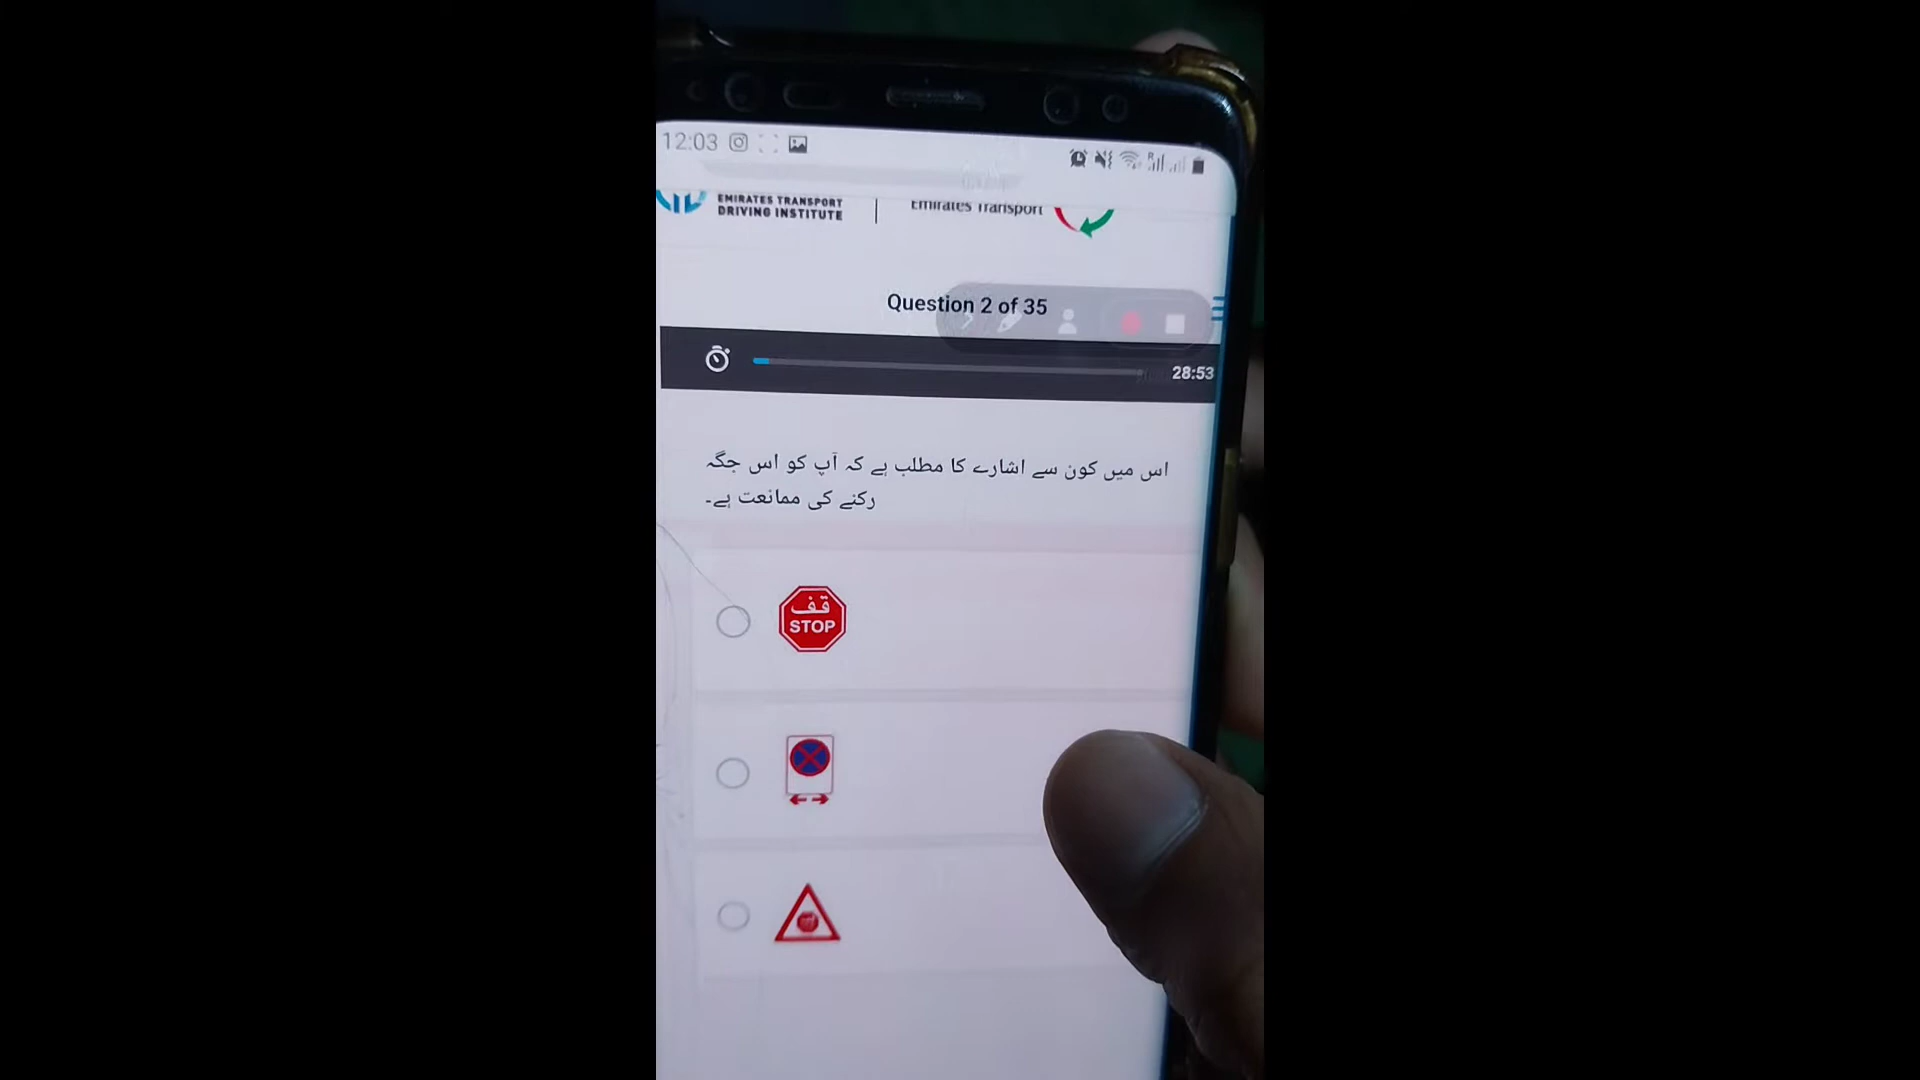 12:03
EMIRATES TRANSPORT
DRIVING INSTITUTE
Emirates Transport
Question 2 of 35
28:53
اس میں کون سے اشارے کا مطلب ہے کہ آپ کو اس جگہ
رکنے کی ممانعت ہے۔
قف
STOP